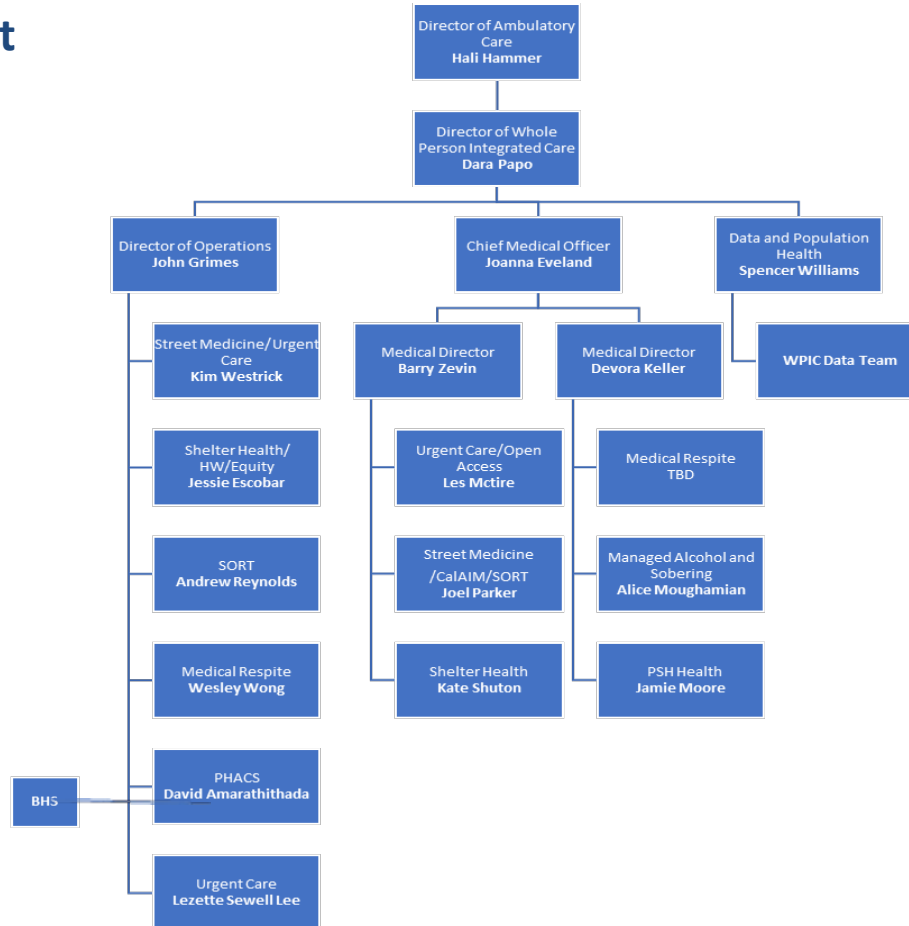 t
Director of Ambulatory
Care
Hali Hammer
Director of Whole
Person Integrated Care
Dara Papo
Director of Operations
John Grimes
Chief Medical Officer
Joanna Eveland
Data and Population
Health
Spencer Williams
Street Medicine/Urgent
Care
Kim Westrick
Medical Director
Barry Zevin
Medical Director
Devora Keller
WPIC Data Team
Shelter Health/
HW/Equity
Jessie Escobar
Urgent Care/Open
Access
Les Mctire
Medical Respite
TBD
SORT
Andrew Reynolds
Street Medicine
/CalAIM/SORT
Joel Parker
Managed Alcohol and
Sobering
Alice Moughamian
Medical Respite
Wesley Wong
Shelter Health
Kate Shuton
PSH Health
Jamie Moore
PHACS
David Amarathithada
BHS
Urgent Care
Lezette Sewell Lee